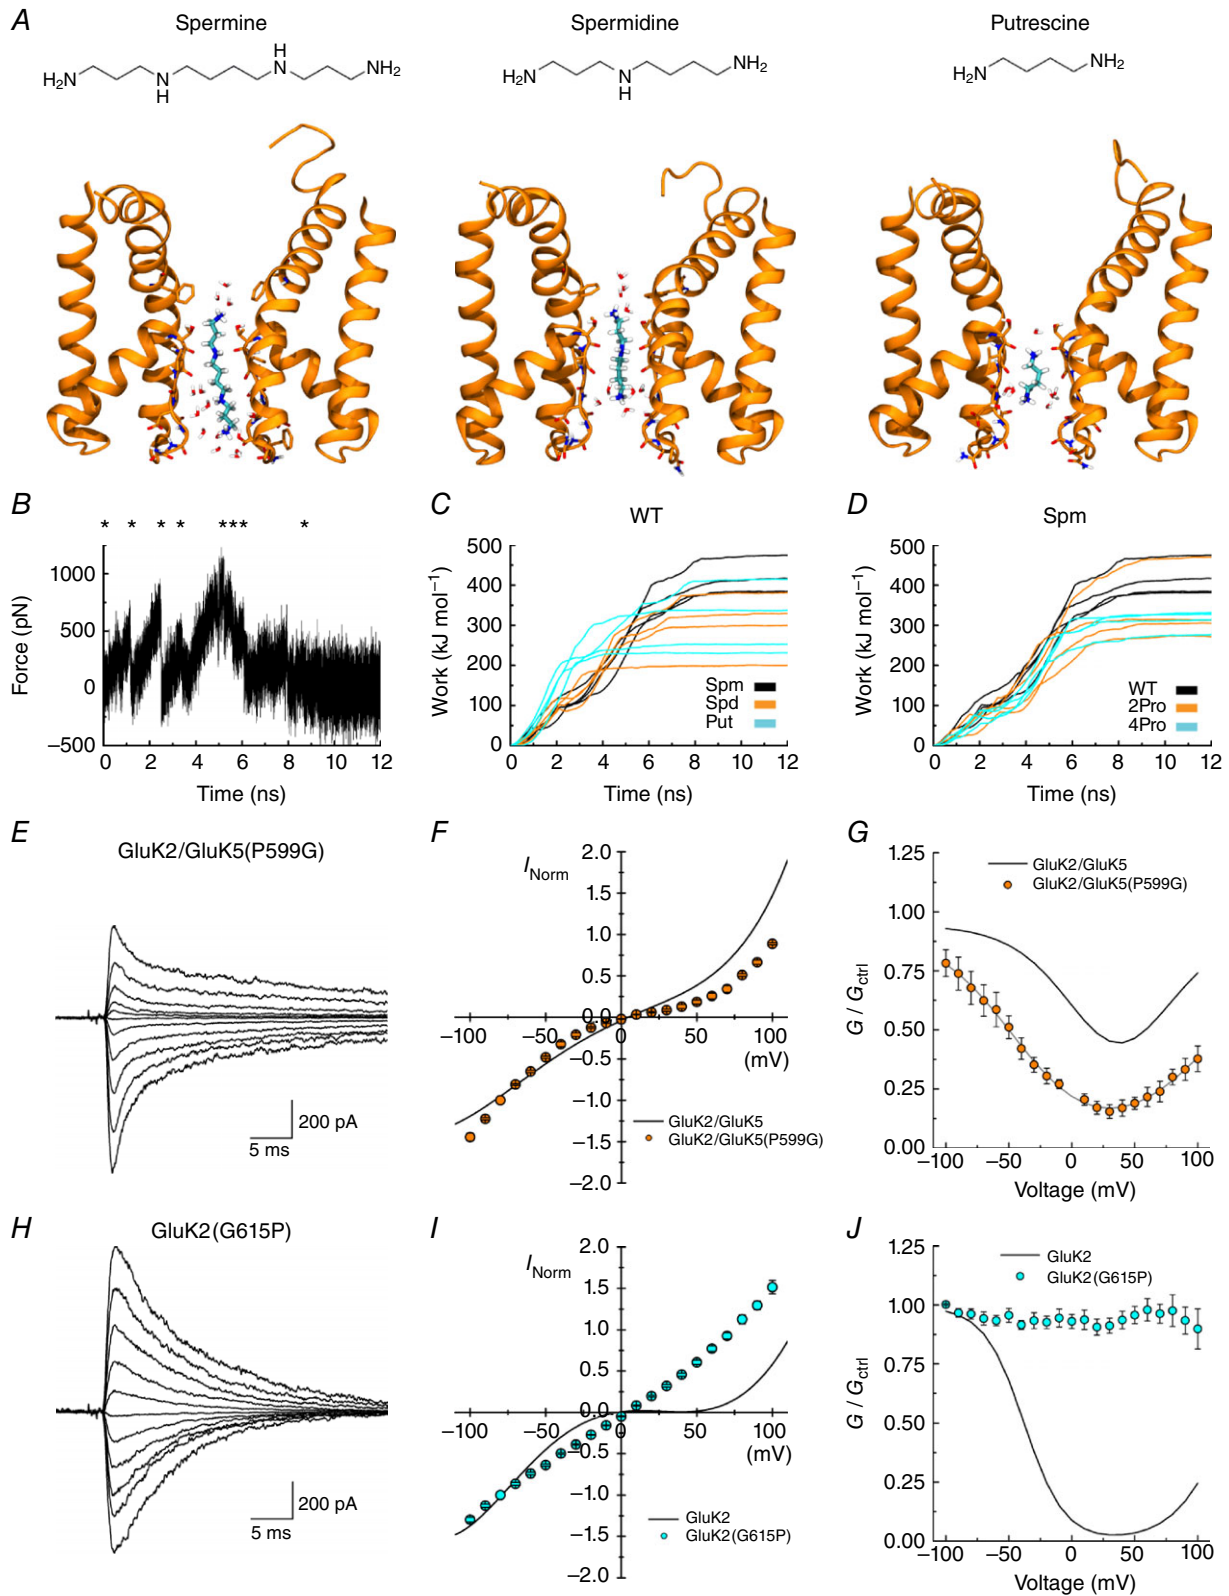 A
Spermine
Spermidine
Putrescine
H
H2N
N
H
N
NH2
H2N
N
H
NH2
H2N
NH2
B
* * * * * * * *
Force (pN)
1000
500
0
−500
0 2 4 6 8 10 12
Time (ns)
C
WT
Work (kJ mol−1)
500
400
300
200
100
0
Spm
Spd
Put
0 2 4 6 8 10 12
Time (ns)
D
Spm
Work (kJ mol−1)
500
400
300
200
100
0
WT
2Pro
4Pro
0 2 4 6 8 10 12
Time (ns)
E
GluK2/GluK5(P599G)
200 pA
5 ms
F
INorm
2.0
1.5
1.0
0.5
−100 −50 0 50 100
(mV)
−0.5
−1.0
−1.5
−2.0
GluK2/GluK5
GluK2/GluK5(P599G)
G
G / Gctrl
1.25
1.00
0.75
0.50
0.25
0.00
GluK2/GluK5
GluK2/GluK5(P599G)
−100 −50 0 50 100
Voltage (mV)
H
GluK2(G615P)
200 pA
5 ms
I
INorm
2.0
1.5
1.0
0.5
−100 −50 0 50 100
(mV)
−0.5
−1.0
−1.5
−2.0
GluK2
GluK2(G615P)
J
G / Gctrl
1.25
1.00
0.75
0.50
0.25
0.00
GluK2
GluK2(G615P)
−100 −50 0 50 100
Voltage (mV)